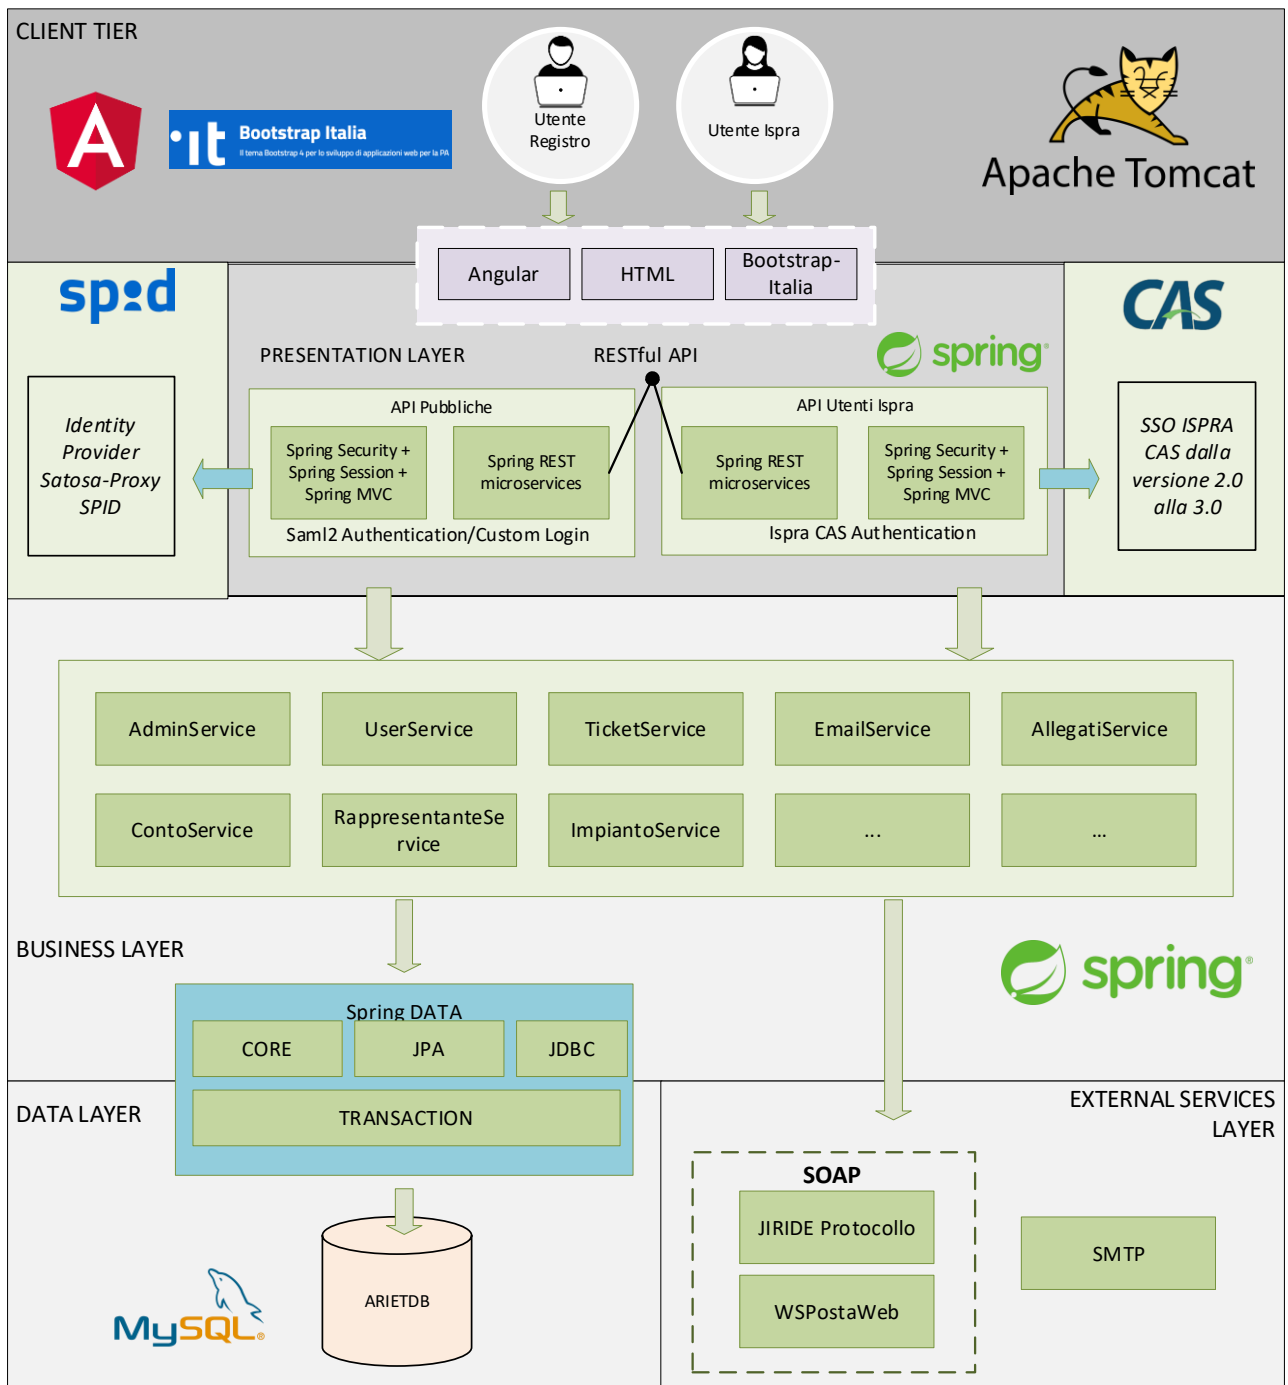 CLIENT TIER
Utente
Registro
Utente Ispra
A
it
Bootstrap Italia
Il tema Bootstrap 4 per lo sviluppo di applicazioni web per la PA
Apache Tomcat
Angular
HTML
Bootstrap-
Italia
spid
CAS
PRESENTATION LAYER
RESTful API
spring
API Pubbliche
API Utenti Ispra
Identity
Provider
Satosa-Proxy
SPID
Spring Security +
Spring Session +
Spring MVC
Spring REST
microservices
Spring REST
microservices
Spring Security +
Spring Session +
Spring MVC
SSO ISPRA
CAS dalla
versione 2.0
alla 3.0
Saml2 Authentication/Custom Login
Ispra CAS Authentication
AdminService
UserService
TicketService
EmailService
AllegatiService
ContoService
RappresentanteSe
rvice
ImpiantoService
...
...
BUSINESS LAYER
spring
Spring DATA
CORE
JPA
JDBC
TRANSACTION
DATA LAYER
EXTERNAL SERVICES
LAYER
SOAP
JIRIDE Protocollo
WSPostaWeb
SMTP
MySQL
ARIETDB